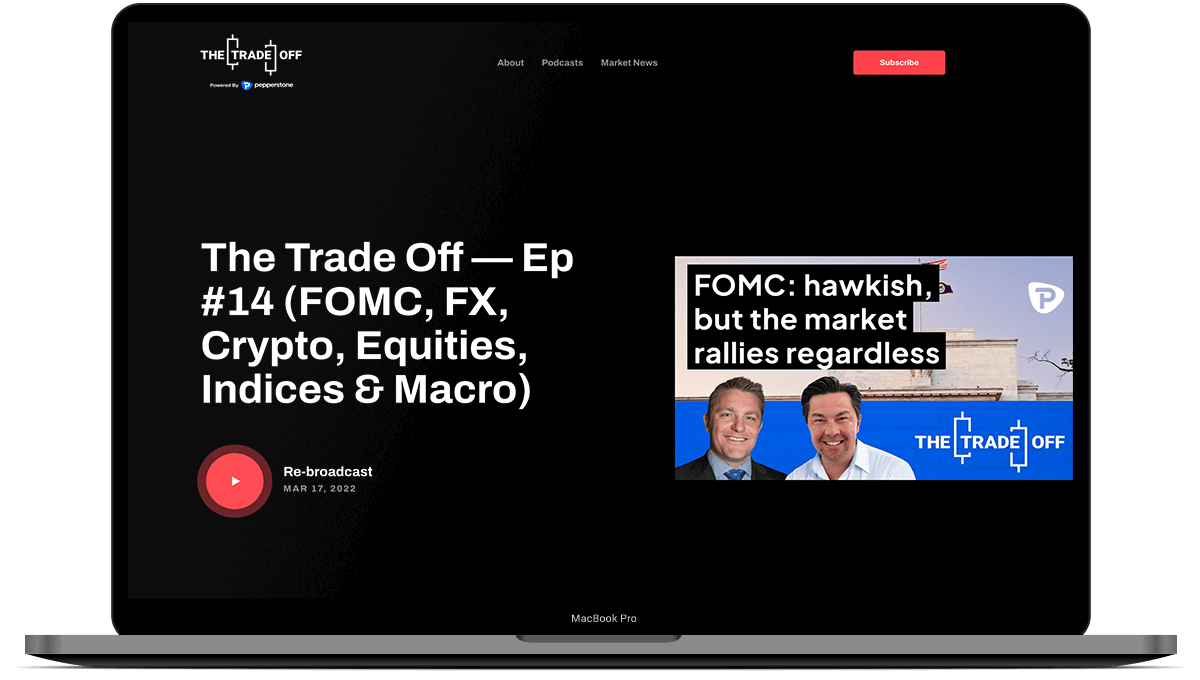 THE TRADE OFF
Powered By pepperstone
About Podcasts Market News
Subscribe
The Trade Off — Ep
#14 (FOMC, FX,
Crypto, Equities,
Indices & Macro)
Re-broadcast
MAR 17, 2022
FOMC: hawkish,
but the market
rallies regardless
THE TRADE OFF
MacBook Pro